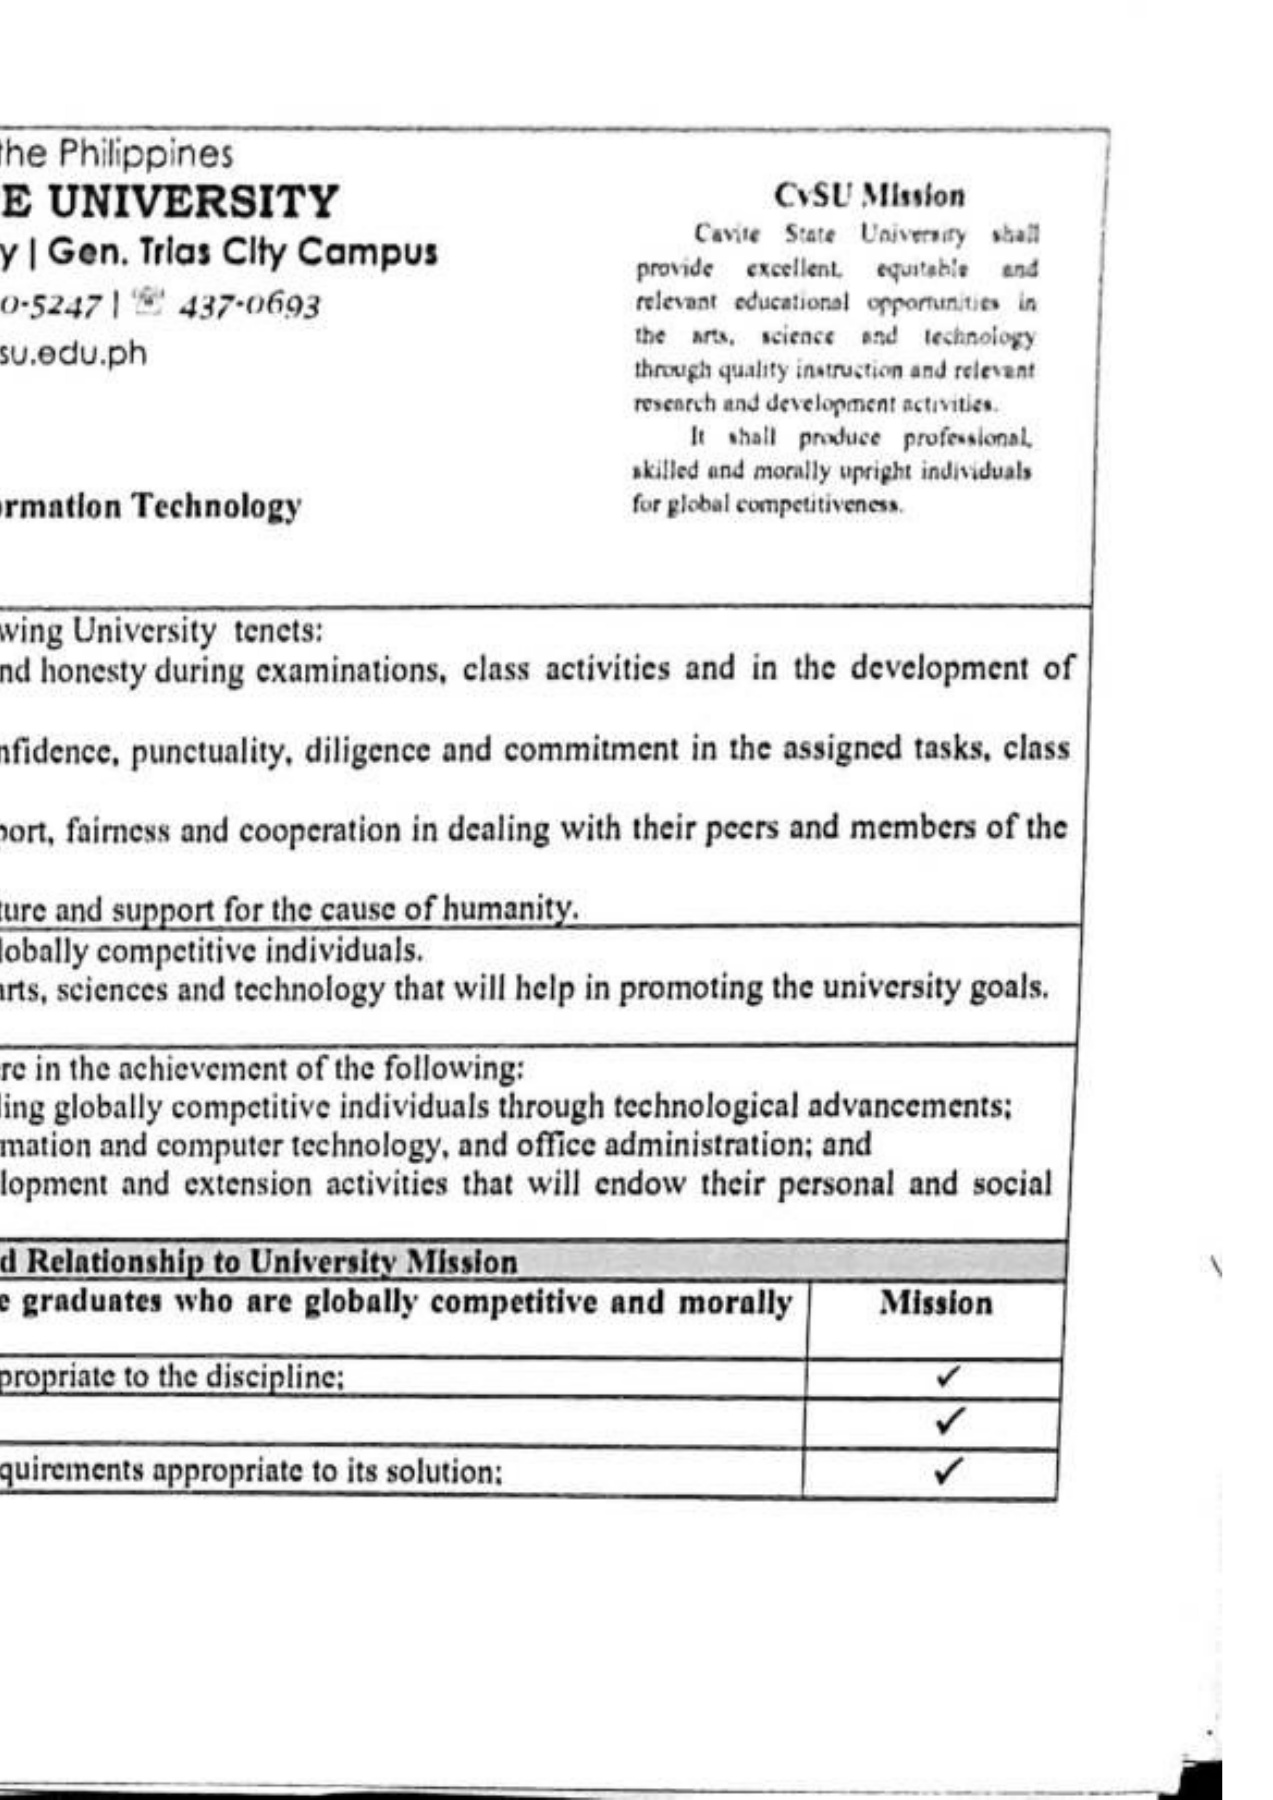 the Philippines
E UNIVERSITY
y | Gen. Trias City Campus
0-5247 | ☏ 437-0693
su.edu.ph
ormation Technology
CvSU Mission
Cavite State University shall
provide excellent, equitable and
relevant educational opportunities in
the arts, science and technology
through quality instruction and relevant
research and development activities.
It shall produce professional,
skilled and morally upright individuals
for global competitiveness.
wing University tenets:
nd honesty during examinations, class activities and in the development of
nfidence, punctuality, diligence and commitment in the assigned tasks, class
port, fairness and cooperation in dealing with their peers and members of the
ture and support for the cause of humanity.
lobally competitive individuals.
arts, sciences and technology that will help in promoting the university goals.
re in the achievement of the following:
ling globally competitive individuals through technological advancements;
mation and computer technology, and office administration; and
lopment and extension activities that will endow their personal and social
d Relationship to University Mission
e graduates who are globally competitive and morally
Mission
propriate to the discipline; ✓
✓
quirements appropriate to its solution; ✓